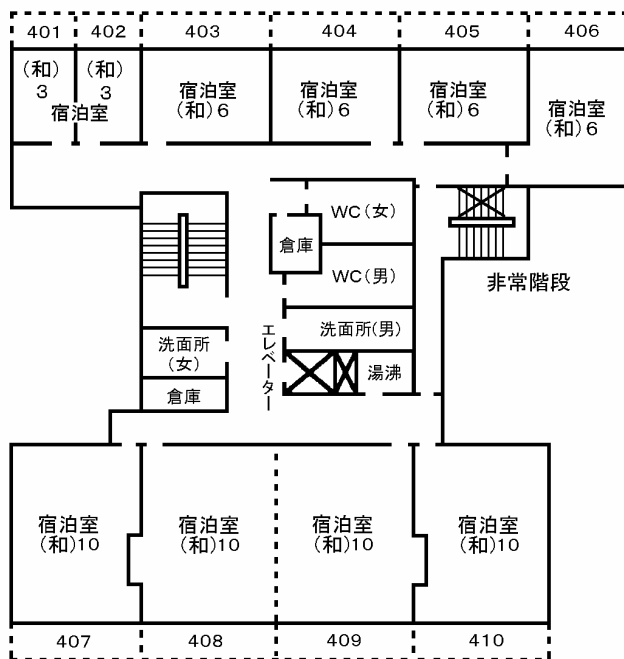 401 402 403 404 405 406
(和) (和)
3 3
宿泊室
宿泊室
(和)6
宿泊室
(和)6
宿泊室
(和)6
宿泊室
(和)6
WC(女)
倉庫
WC(男)
非常階段
洗面所(男)
エレベーター
洗面所
(女)
湯沸
倉庫
宿泊室
(和)10
宿泊室
(和)10
宿泊室
(和)10
宿泊室
(和)10
407 408 409 410